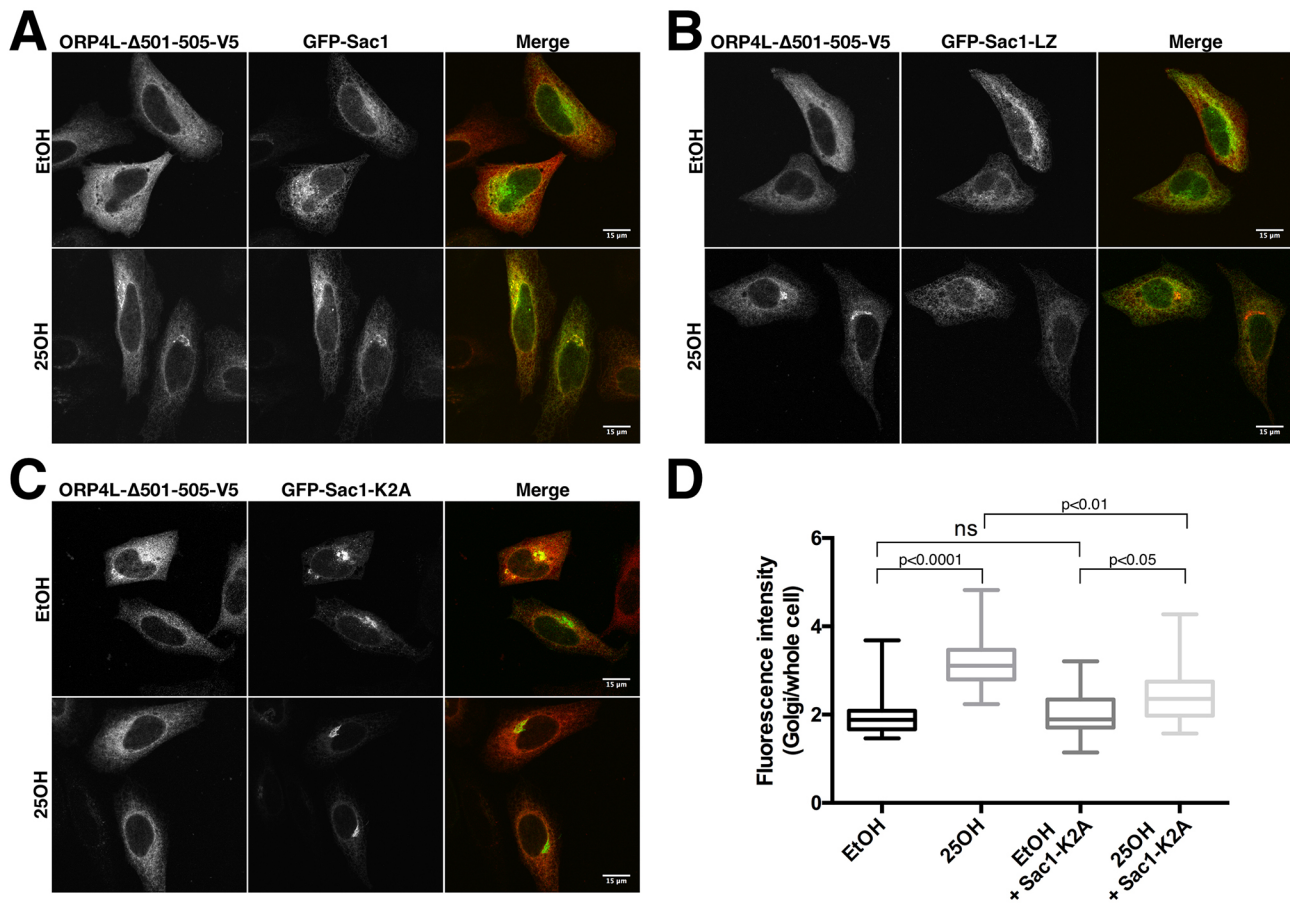 A
ORP4L-Δ501-505-V5 GFP-Sac1 Merge
EtOH
15 µm
25OH
15 µm
B
ORP4L-Δ501-505-V5 GFP-Sac1-LZ Merge
EtOH
15 µm
25OH
15 µm
C
ORP4L-Δ501-505-V5 GFP-Sac1-K2A Merge
EtOH
15 µm
25OH
15 µm
D
p<0.01
ns
p<0.0001 p<0.05
Fluorescence intensity
(Golgi/whole cell)
6
4
2
0
EtOH
25OH
EtOH
+ Sac1-K2A
25OH
+ Sac1-K2A